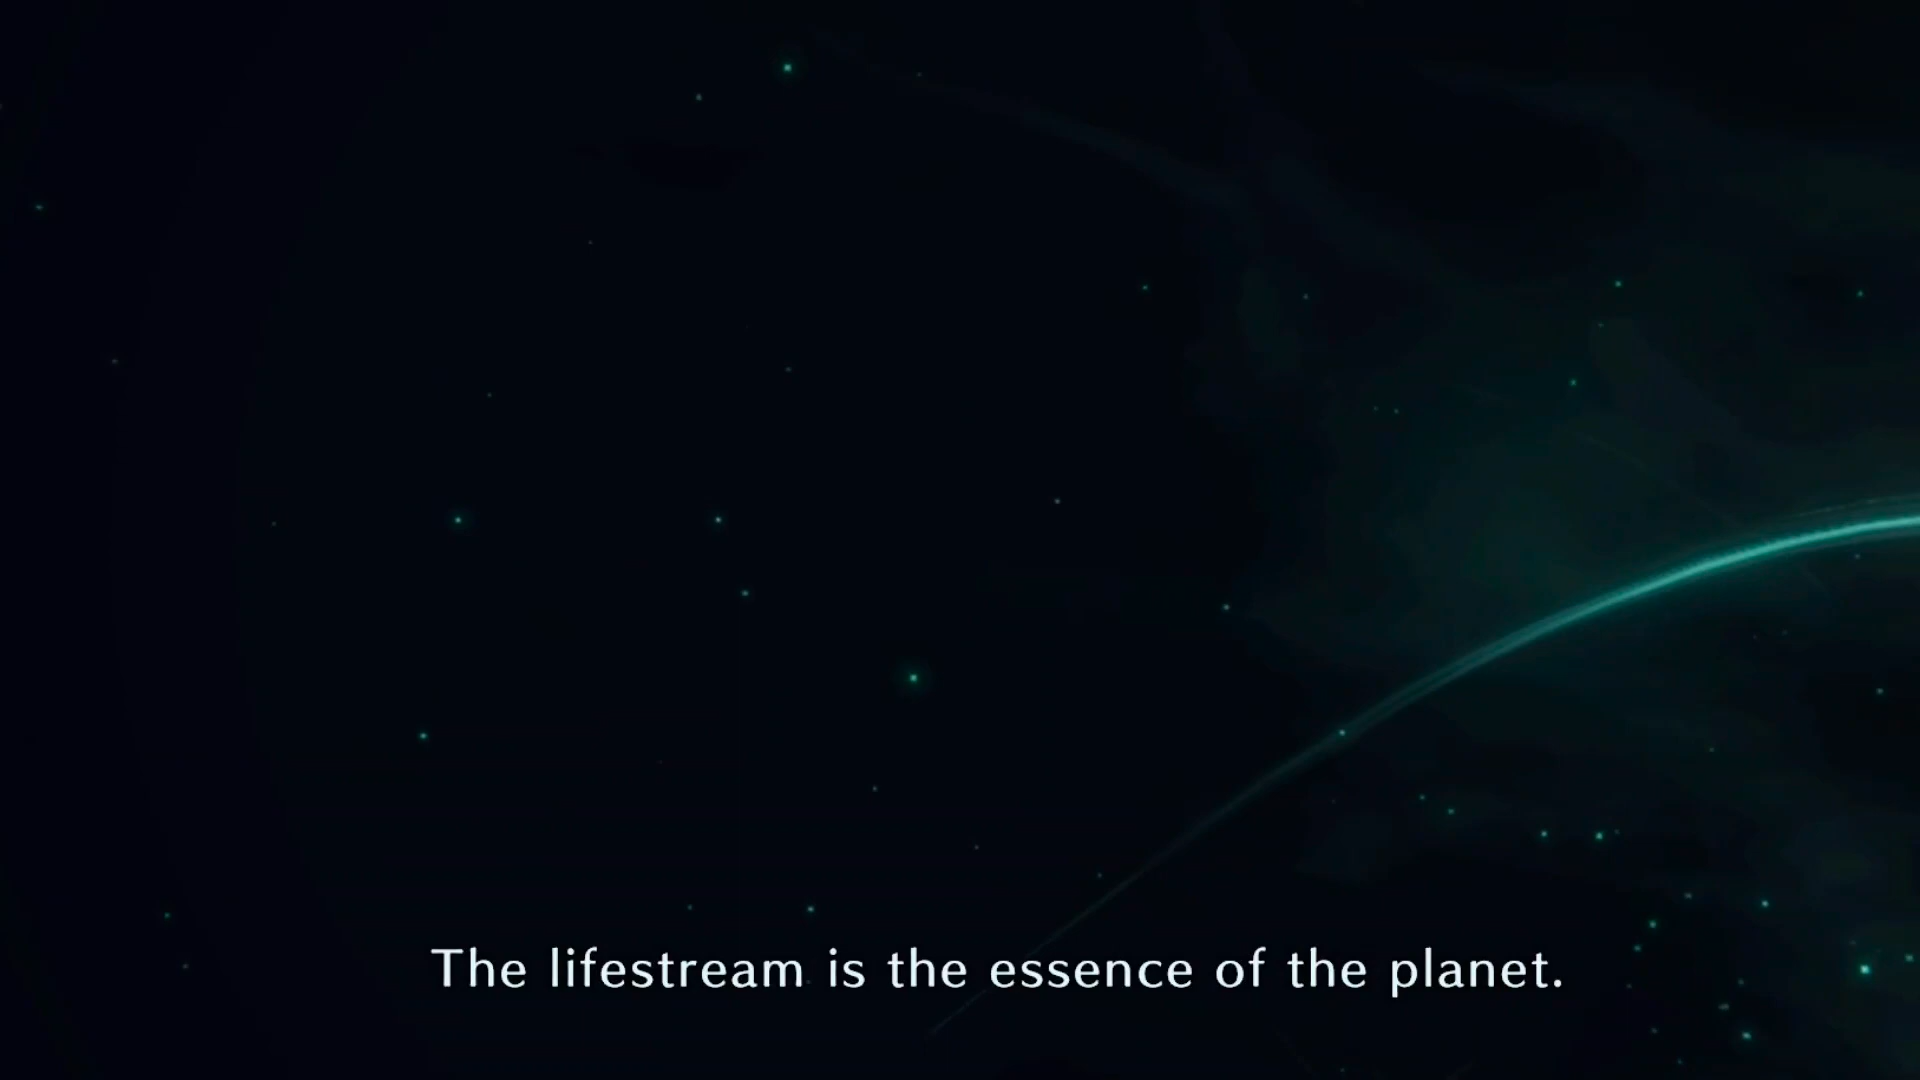 The lifestream is the essence of the planet.